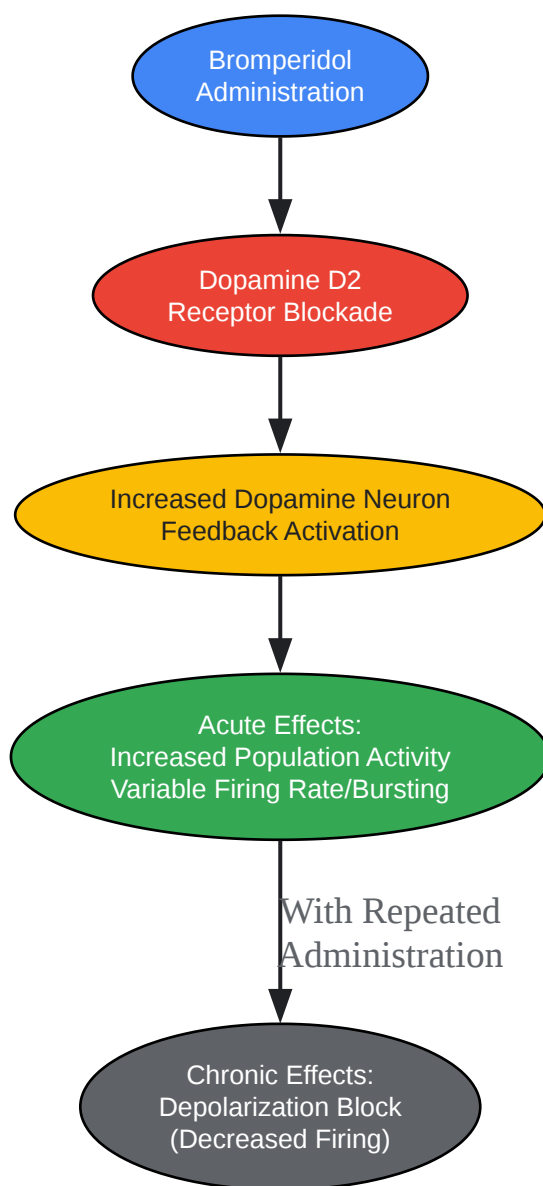 Bromperidol
Administration
Dopamine D2
Receptor Blockade
Increased Dopamine Neuron
Feedback Activation
Acute Effects:
Increased Population Activity
Variable Firing Rate/Bursting
With Repeated
Administration
Chronic Effects:
Depolarization Block
(Decreased Firing)